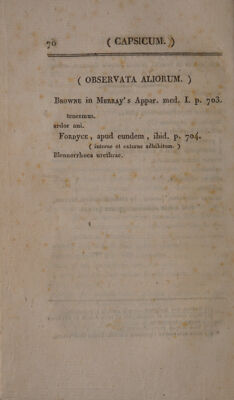 70 ( CAPSICUM. )
( OBSERVATA ALIORUM. )
BROWNE in MURRAY's Appar. med. I. p. 703.
tenesmus.
ardor ani.
FORDYCE, apud eundem, ibid. p. 704.
( interne et externe adhibitum. )
Blennorrhoea urethrae.